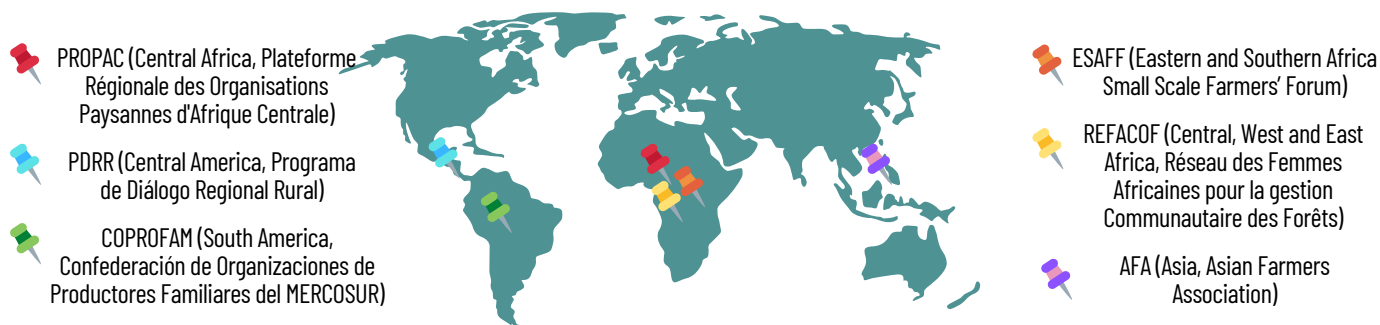 PROPAC (Central Africa, Plateforme
Régionale des Organisations
Paysannes d'Afrique Centrale)
PDRR (Central America, Programa
de Diálogo Regional Rural)
COPROFAM (South America,
Confederación de Organizaciones de
Productores Familiares del MERCOSUR)
ESAFF (Eastern and Southern Africa
Small Scale Farmers’ Forum)
REFACOF (Central, West and East
Africa, Réseau des Femmes
Africaines pour la gestion
Communautaire des Forêts)
AFA (Asia, Asian Farmers
Association)